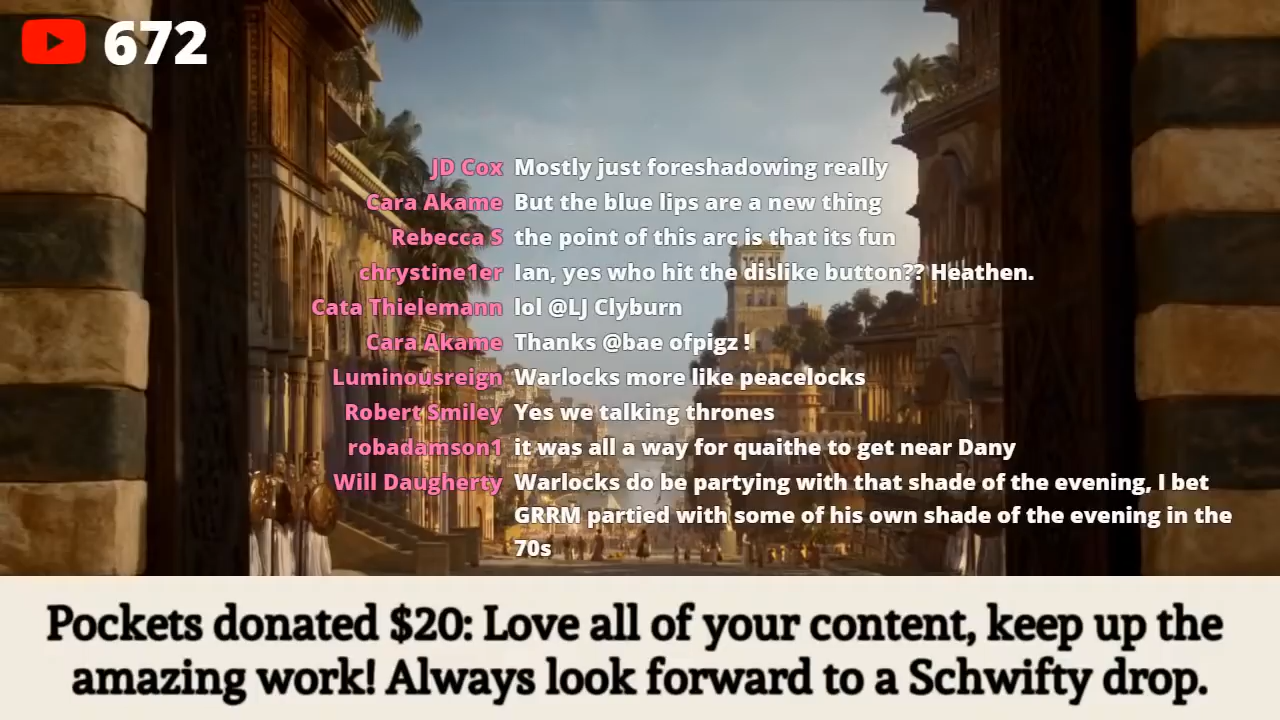 672
JD Cox Mostly just foreshadowing really
Cara Akame But the blue lips are a new thing
Rebecca S the point of this arc is that its fun
chrystine1er Ian, yes who hit the dislike button?? Heathen.
Cata Thielemann lol @LJ Clyburn
Cara Akame Thanks @bae ofpigz !
Luminousreign Warlocks more like peacelocks
Robert Smiley Yes we talking thrones
robadamson1 it was all a way for quaithe to get near Dany
Will Daugherty Warlocks do be partying with that shade of the evening, I bet
GRRM partied with some of his own shade of the evening in the
70s
Pockets donated $20: Love all of your content, keep up the
amazing work! Always look forward to a Schwifty drop.